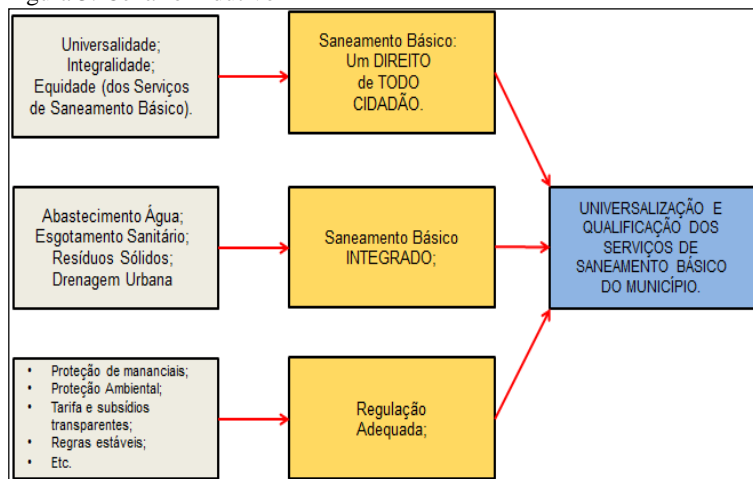 Universalidade;
Integralidade;
Equidade (dos Serviços
de Saneamento Básico).
Saneamento Básico:
Um DIREITO
de TODO
CIDADÃO.
Abastecimento Água;
Esgotamento Sanitário;
Resíduos Sólidos;
Drenagem Urbana
Saneamento Básico
INTEGRADO;
UNIVERSALIZAÇÃO E
QUALIFICAÇÃO DOS
SERVIÇOS DE
SANEAMENTO BÁSICO
DO MUNICÍPIO.
• Proteção de mananciais;
• Proteção Ambiental;
• Tarifa e subsídios
transparentes;
• Regras estáveis;
• Etc.
Regulação
Adequada;